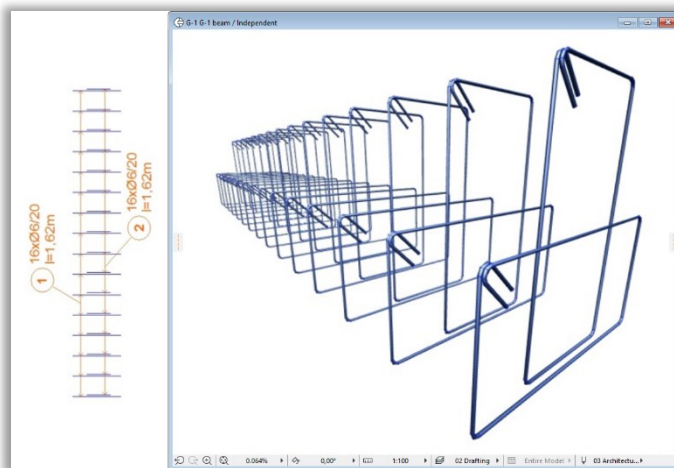 G-1 G-1 beam / Independent
16xØ6/20
l=1,62m
1
16xØ6/20
l=1,62m
2
0.064%
0,00°
1:100
02 Drafting
Entire Model
03 Architectu...